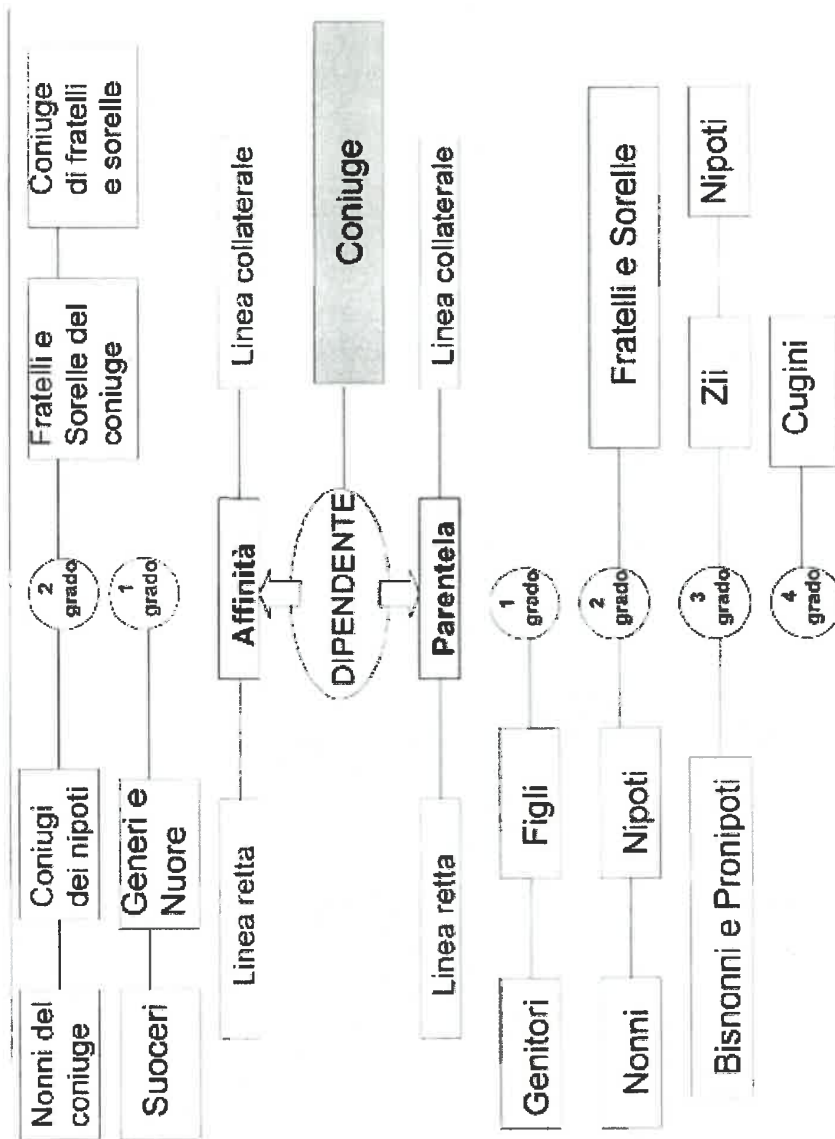 Nonni del
coniuge
Coniugi
dei nipoti
2
grado
Fratelli e
Sorelle del
coniuge
Coniuge
di fratelli
e sorelle
Suoceri
Generi e
Nuore
1
grado
Linea retta
Affinità
Linea collaterale
DIPENDENTE
Coniuge
Linea retta
Parentela
Linea collaterale
Genitori
Figli
1
grado
Nonni
Nipoti
2
grado
Fratelli e Sorelle
Bisnonni e Pronipoti
3
grado
Zii
Nipoti
4
grado
Cugini